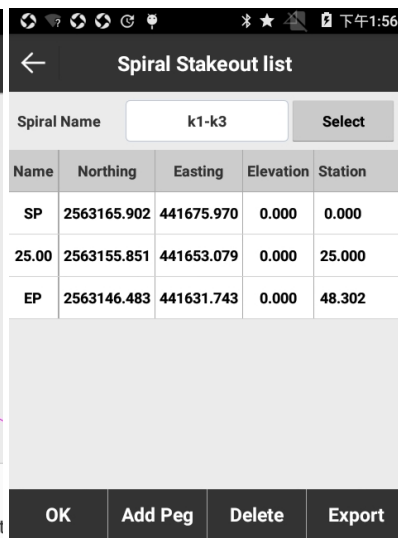 下午1:56
Spiral Stakeout list
Spiral Name k1-k3 Select
Name Northing Easting Elevation Station
SP 2563165.902 441675.970 0.000 0.000
25.00 2563155.851 441653.079 0.000 25.000
EP 2563146.483 441631.743 0.000 48.302
OK Add Peg Delete Export